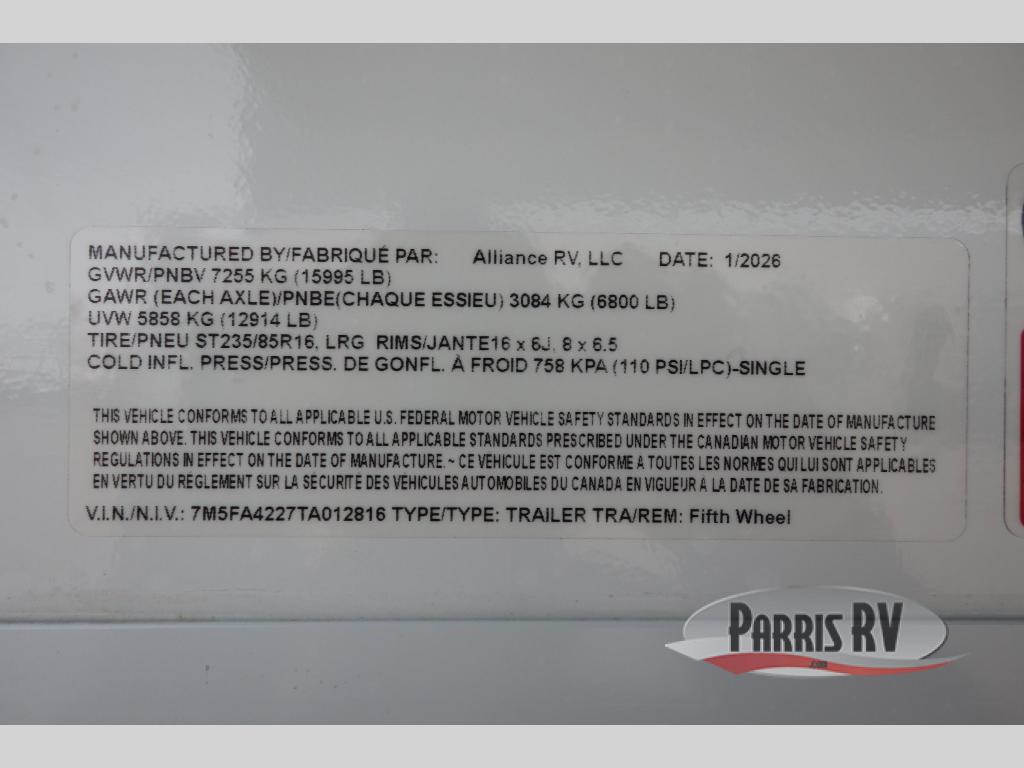 MANUFACTURED BY/FABRIQUÉ PAR: Alliance RV, LLC DATE: 1/2026
GVWR/PNBV 7255 KG (15995 LB)
GAWR (EACH AXLE)/PNBE(CHAQUE ESSIEU) 3084 KG (6800 LB)
UVW 5858 KG (12914 LB)
TIRE/PNEU ST235/85R16, LRG RIMS/JANTE16 x 6J, 8 x 6.5
COLD INFL. PRESS/PRESS. DE GONFL. À FROID 758 KPA (110 PSI/LPC)-SINGLE
THIS VEHICLE CONFORMS TO ALL APPLICABLE U.S. FEDERAL MOTOR VEHICLE SAFETY STANDARDS IN EFFECT ON THE DATE OF MANUFACTURE
SHOWN ABOVE. THIS VEHICLE CONFORMS TO ALL APPLICABLE STANDARDS PRESCRIBED UNDER THE CANADIAN MOTOR VEHICLE SAFETY
REGULATIONS IN EFFECT ON THE DATE OF MANUFACTURE. ~ CE VEHICULE EST CONFORME A TOUTES LES NORMES QUI LUI SONT APPLICABLES
EN VERTU DU RÈGLEMENT SUR LA SÉCURITE DES VÉHICULES AUTOMOBILES DU CANADA EN VIGUEUR A LA DATE DE SA FABRICATION.
V.I.N./N.I.V.: 7M5FA4227TA012816 TYPE/TYPE: TRAILER TRA/REM: Fifth Wheel
PARRIS RV
.com